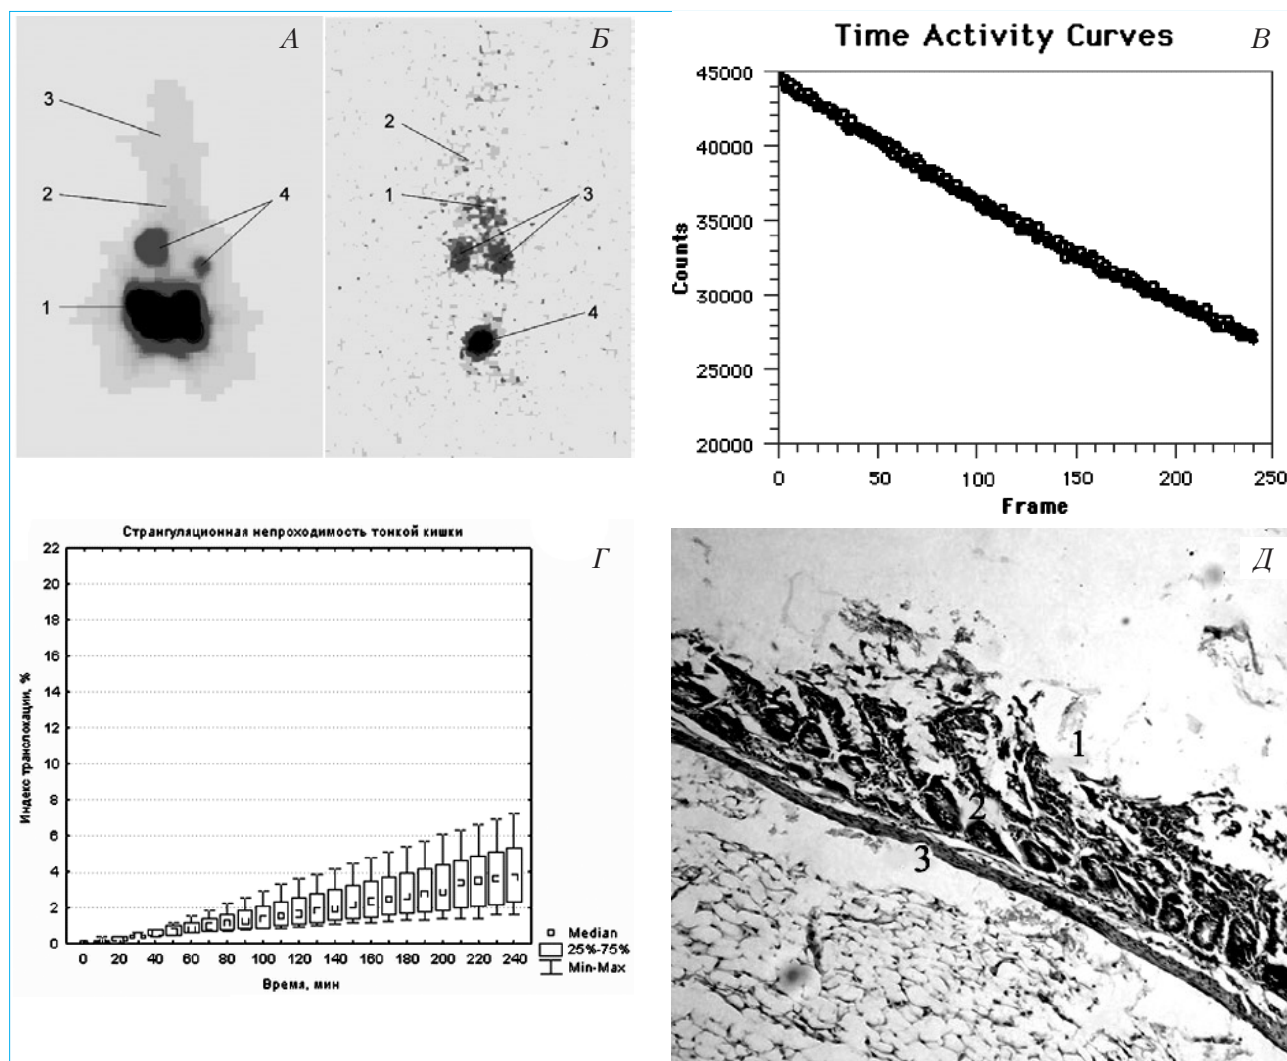 А
3
2
4
1
Б
2
1
3
4
Time Activity Curves
В
45000
40000
35000
30000
25000
20000
Counts
0 50 100 150 200 250
Frame
Странгуляционная непроходимость тонкой кишки
Г
22
20
18
16
14
12
10
8
6
4
2
0
Индекс транслокации, %
0 20 40 60 80 100 120 140 160 180 200 220 240
Время, мин
Median
25%-75%
Min-Max
Д
1
2
3